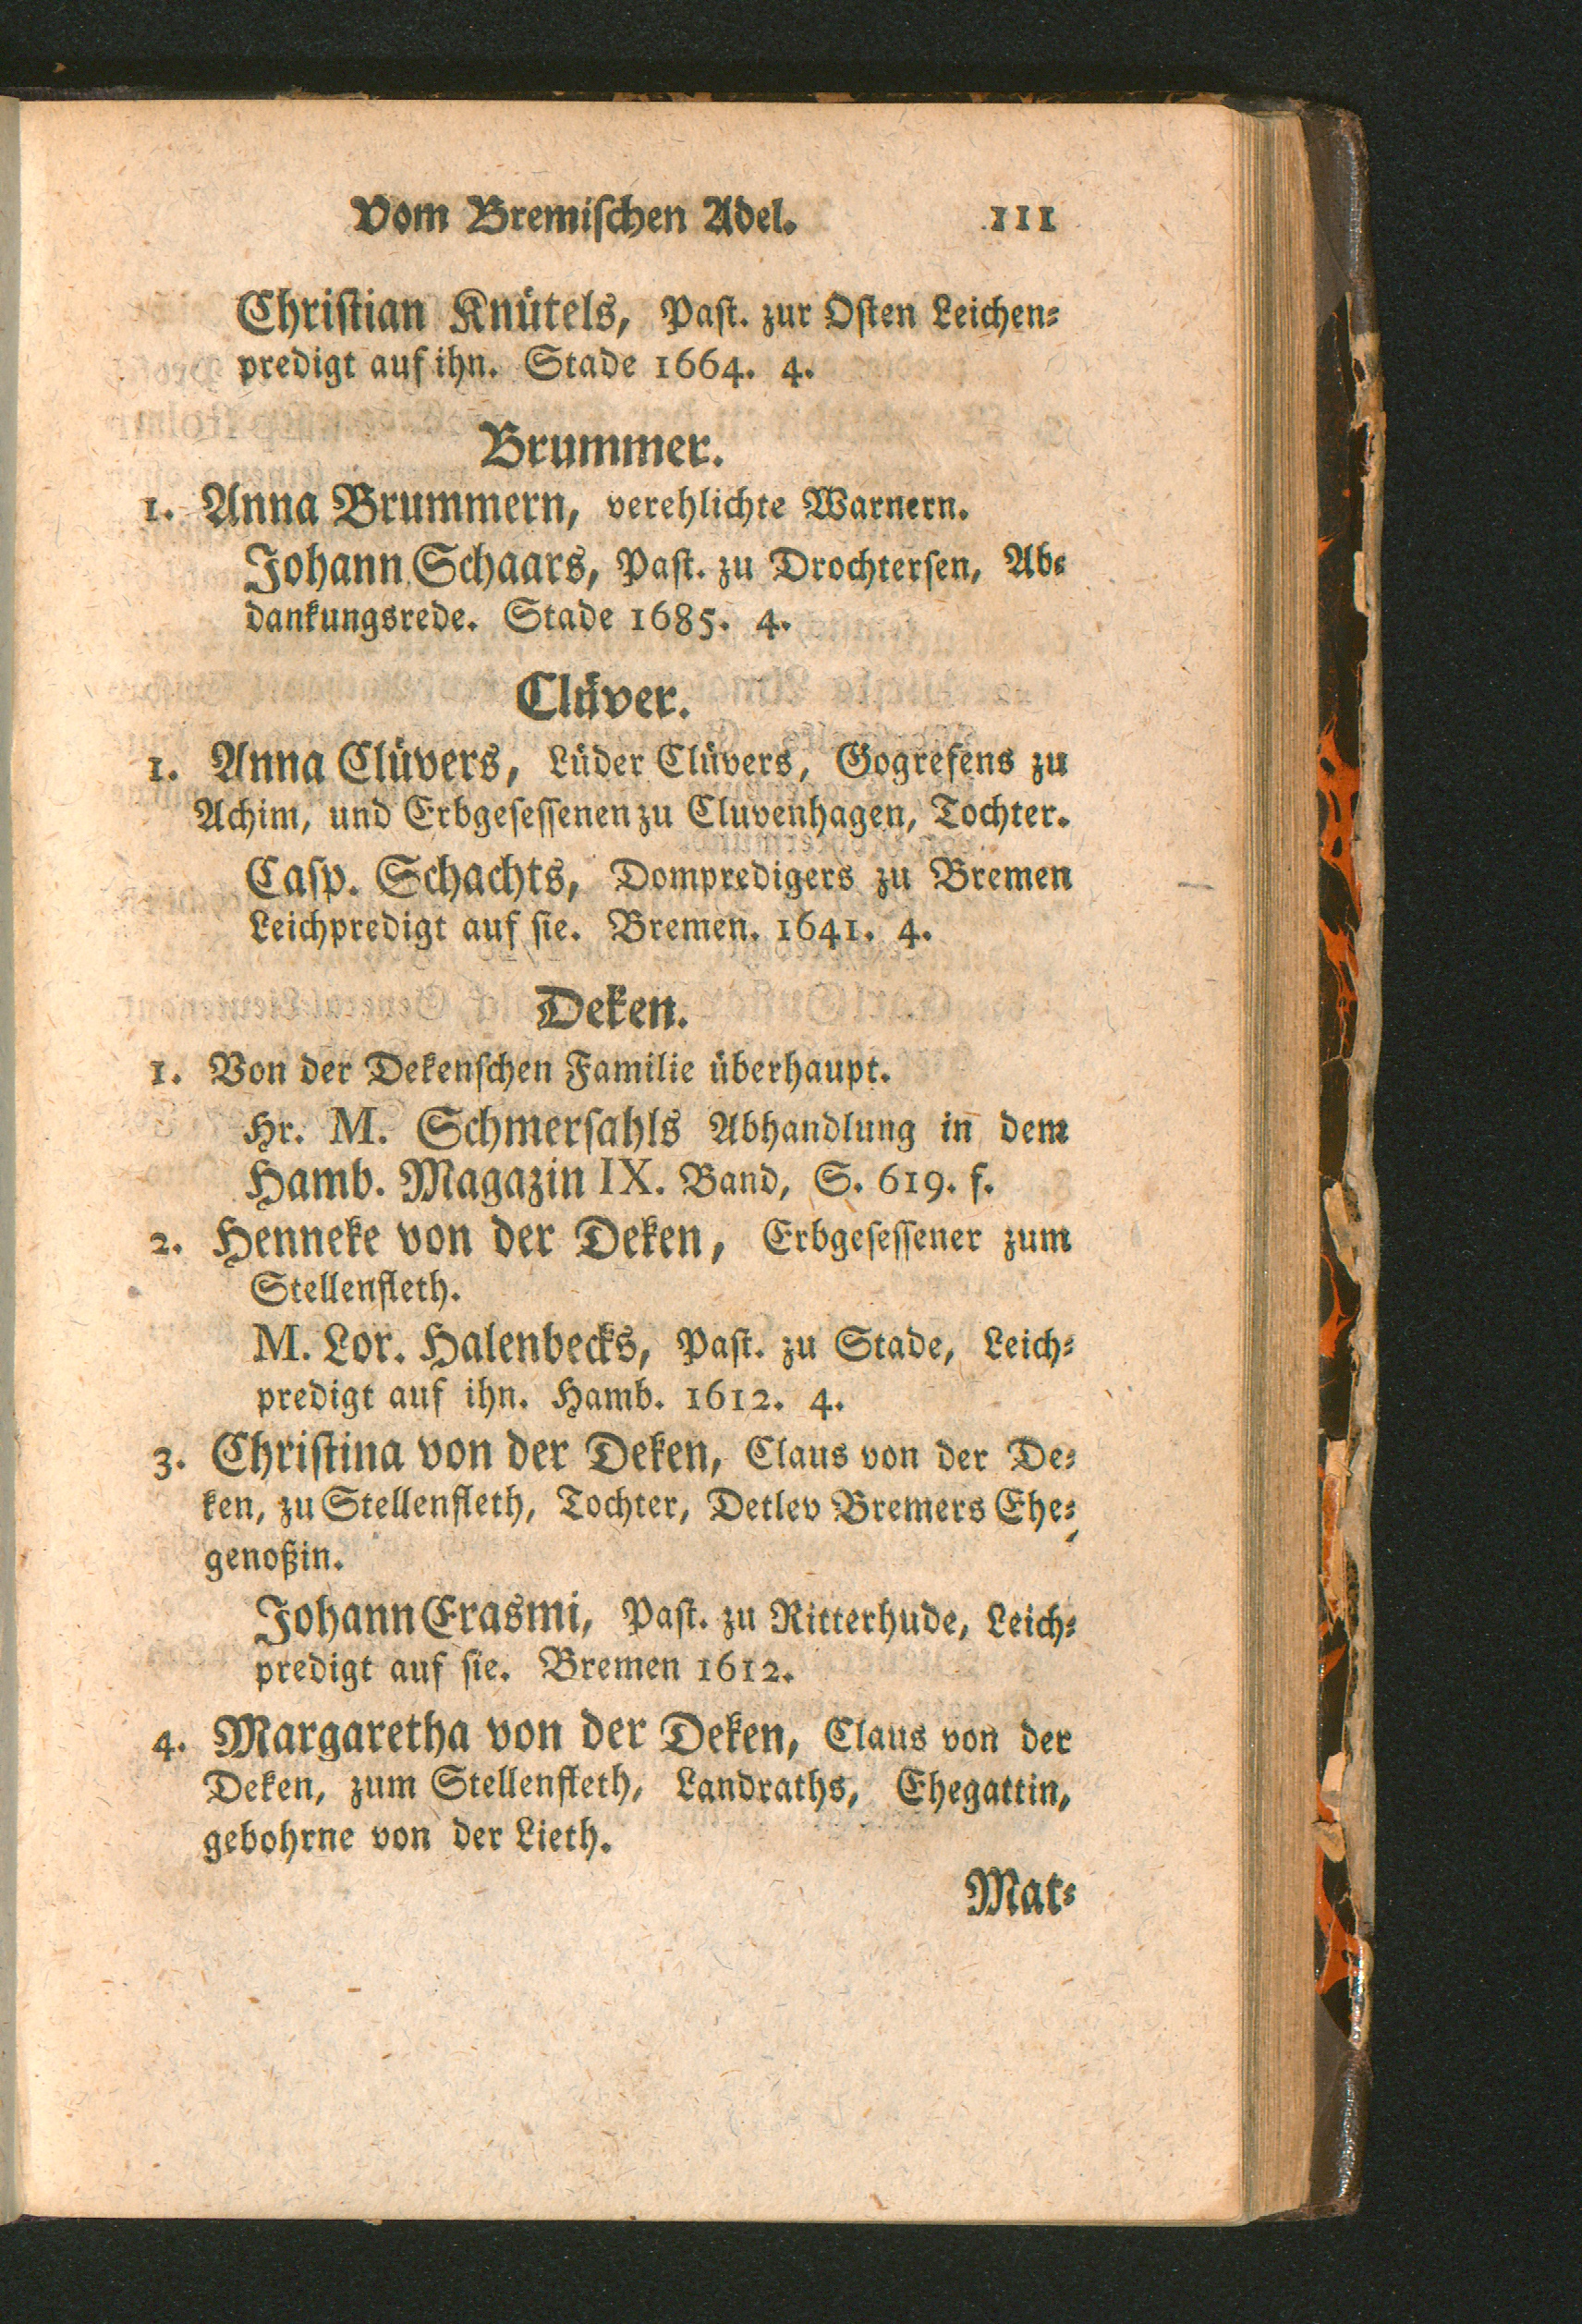 Vom Bremiſchen Adel. 111
Chriſtian Knütels, Paſt. zur Oſten Leichen⸗
predigt auf ihn. Stade 1664. 4.
Brummer.
1. Anna Brummern, verehlichte Warnern.
Johann Schaars, Paſt. zu Drochterſen, Ab⸗
dankungsrede. Stade 1685. 4.
Clüver.
1. Anna Clüvers, Lüder Clüvers, Gogrefens zu
Achim, und Erbgeſeſſenen zu Cluvenhagen, Tochter.
Caſp. Schachts, Dompredigers zu Bremen
Leichpredigt auf ſie. Bremen. 1641. 4.
Deken.
1. Von der Dekenſchen Familie überhaupt.
Hr. M. Schmerſahls Abhandlung in dem
Hamb. Magazin IX. Band, S. 619. f.
2. Henneke von der Deken, Erbgeſeſſener zum
Stellenfleth.
M. Lor. Halenbecks, Paſt. zu Stade, Leich⸗
predigt auf ihn. Hamb. 1612. 4.
3. Chriſtina von der Deken, Claus von der De⸗
ken, zu Stellenfleth, Tochter, Detlev Bremers Ehe⸗
genoßin.
Johann Erasmi, Paſt. zu Ritterhude, Leich⸗
predigt auf ſie. Bremen 1612.
4. Margaretha von der Deken, Claus von der
Deken, zum Stellenfleth, Landraths, Ehegattin,
gebohrne von der Lieth.
Mat⸗